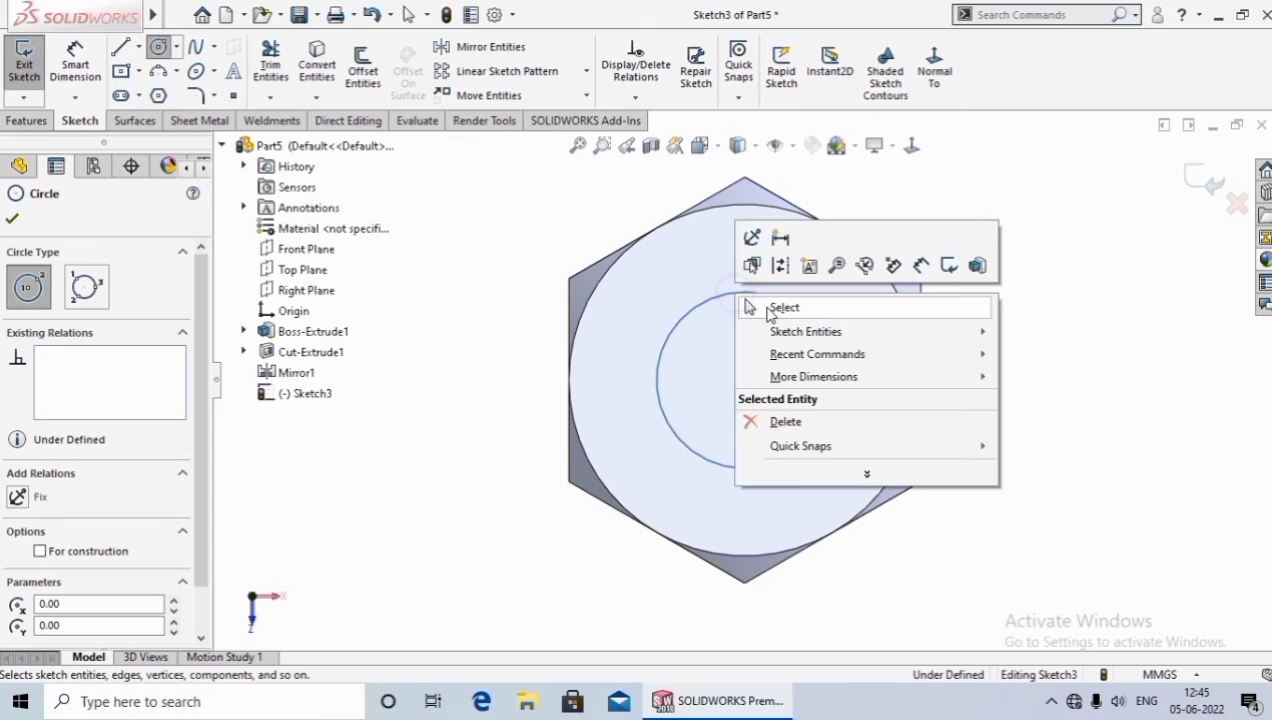 SOLIDWORKS
Sketch3 of Part5 *
Search Commands
Exit Sketch
Smart Dimension
Trim Entities
Convert Entities
Offset Entities
Offset On Surface
Mirror Entities
Linear Sketch Pattern
Move Entities
Display/Delete Relations
Repair Sketch
Quick Snaps
Rapid Sketch
Instant2D
Shaded Sketch Contours
Normal To
Features
Sketch
Surfaces
Sheet Metal
Weldments
Direct Editing
Evaluate
Render Tools
SOLIDWORKS Add-Ins
Circle
Circle Type
Existing Relations
Under Defined
Add Relations
Fix
Options
For construction
Parameters
0.00
0.00
Part5 (Default<<Default>...
History
Sensors
Annotations
Material <not specifi...
Front Plane
Top Plane
Right Plane
Origin
Boss-Extrude1
Cut-Extrude1
Mirror1
(-) Sketch3
Select
Sketch Entities
Recent Commands
More Dimensions
Selected Entity
Delete
Quick Snaps
Activate Windows
Go to Settings to activate Windows.
Model
3D Views
Motion Study 1
Selects sketch entities, edges, vertices, components, and so on.
Under Defined
Editing Sketch3
MMGS
Type here to search
SOLIDWORKS Prem...
ENG
12:45
05-06-2022
4